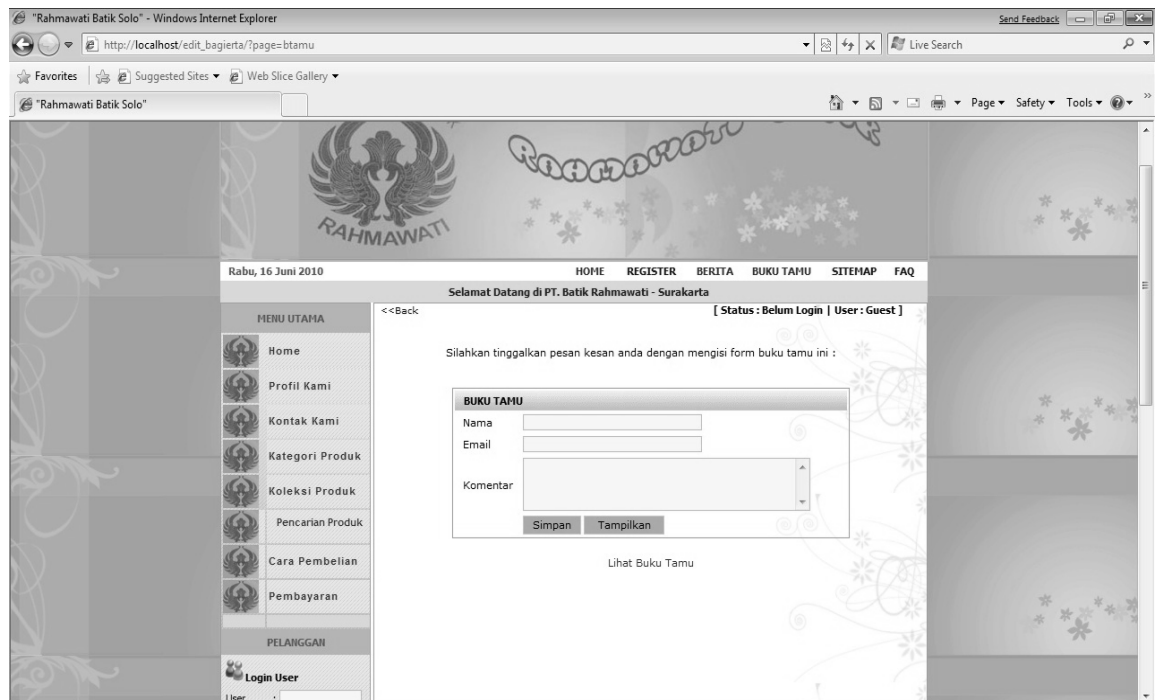 "Rahmawati Batik Solo" - Windows Internet Explorer
Send Feedback
http://localhost/edit_bagierta/?page=btamu
Live Search
Favorites
Suggested Sites
Web Slice Gallery
"Rahmawati Batik Solo"
Page
Safety
Tools
»
RAHMAWATI
RAHMAWATI
Rabu, 16 Juni 2010
HOME REGISTER BERITA BUKU TAMU SITEMAP FAQ
Selamat Datang di PT. Batik Rahmawati - Surakarta
MENU UTAMA
Home
Profil Kami
Kontak Kami
Kategori Produk
Koleksi Produk
Pencarian Produk
Cara Pembelian
Pembayaran
PELANGGAN
Login User
User :
<<Back
[ Status : Belum Login | User : Guest ]
Silahkan tinggalkan pesan kesan anda dengan mengisi form buku tamu ini :
BUKU TAMU
Nama
Email
Komentar
Simpan Tampilkan
Lihat Buku Tamu